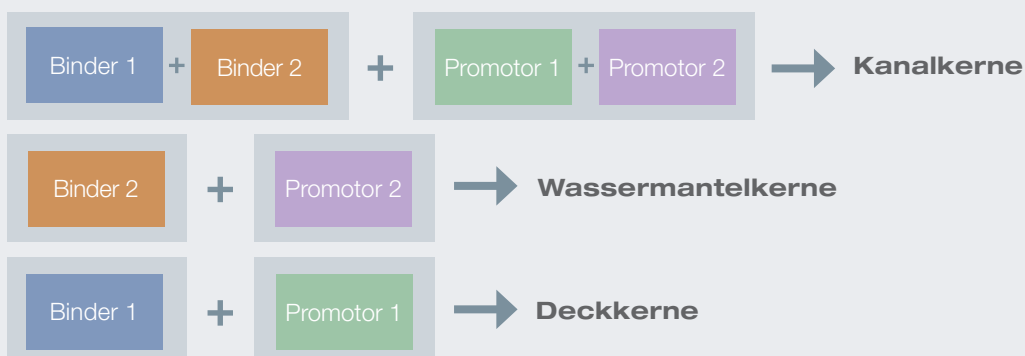 Binder 1 + Binder 2 + Promotor 1 + Promotor 2 Kanalkerne
Binder 2 + Promotor 2 Wassermantelkerne
Binder 1 + Promotor 1 Deckkerne